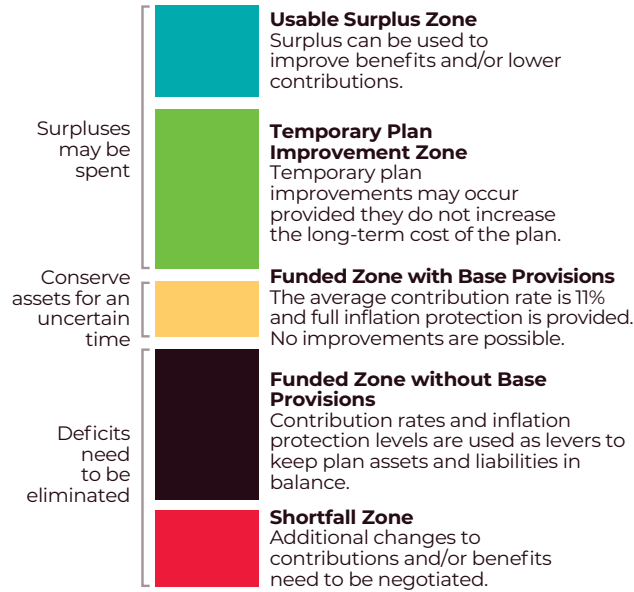 Usable Surplus Zone
Surplus can be used to
improve benefits and/or lower
contributions.
Surpluses
may be
spent
Temporary Plan
Improvement Zone
Temporary plan
improvements may occur
provided they do not increase
the long-term cost of the plan.
Conserve
assets for an
uncertain
time
Funded Zone with Base Provisions
The average contribution rate is 11%
and full inflation protection is provided.
No improvements are possible.
Deficits
need
to be
eliminated
Funded Zone without Base
Provisions
Contribution rates and inflation
protection levels are used as levers to
keep plan assets and liabilities in
balance.
Shortfall Zone
Additional changes to
contributions and/or benefits
need to be negotiated.